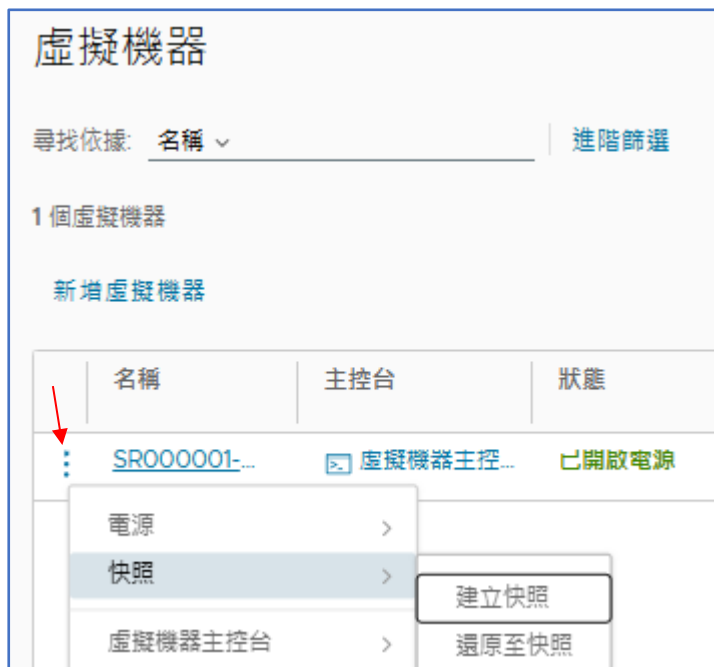 虛擬機器
尋找依據: 名稱 進階篩選
1 個虛擬機器
新增虛擬機器
名稱 主控台 狀態
SR000001-... 虛擬機器主控... 已開啟電源
電源
快照
建立快照
虛擬機器主控台 還原至快照